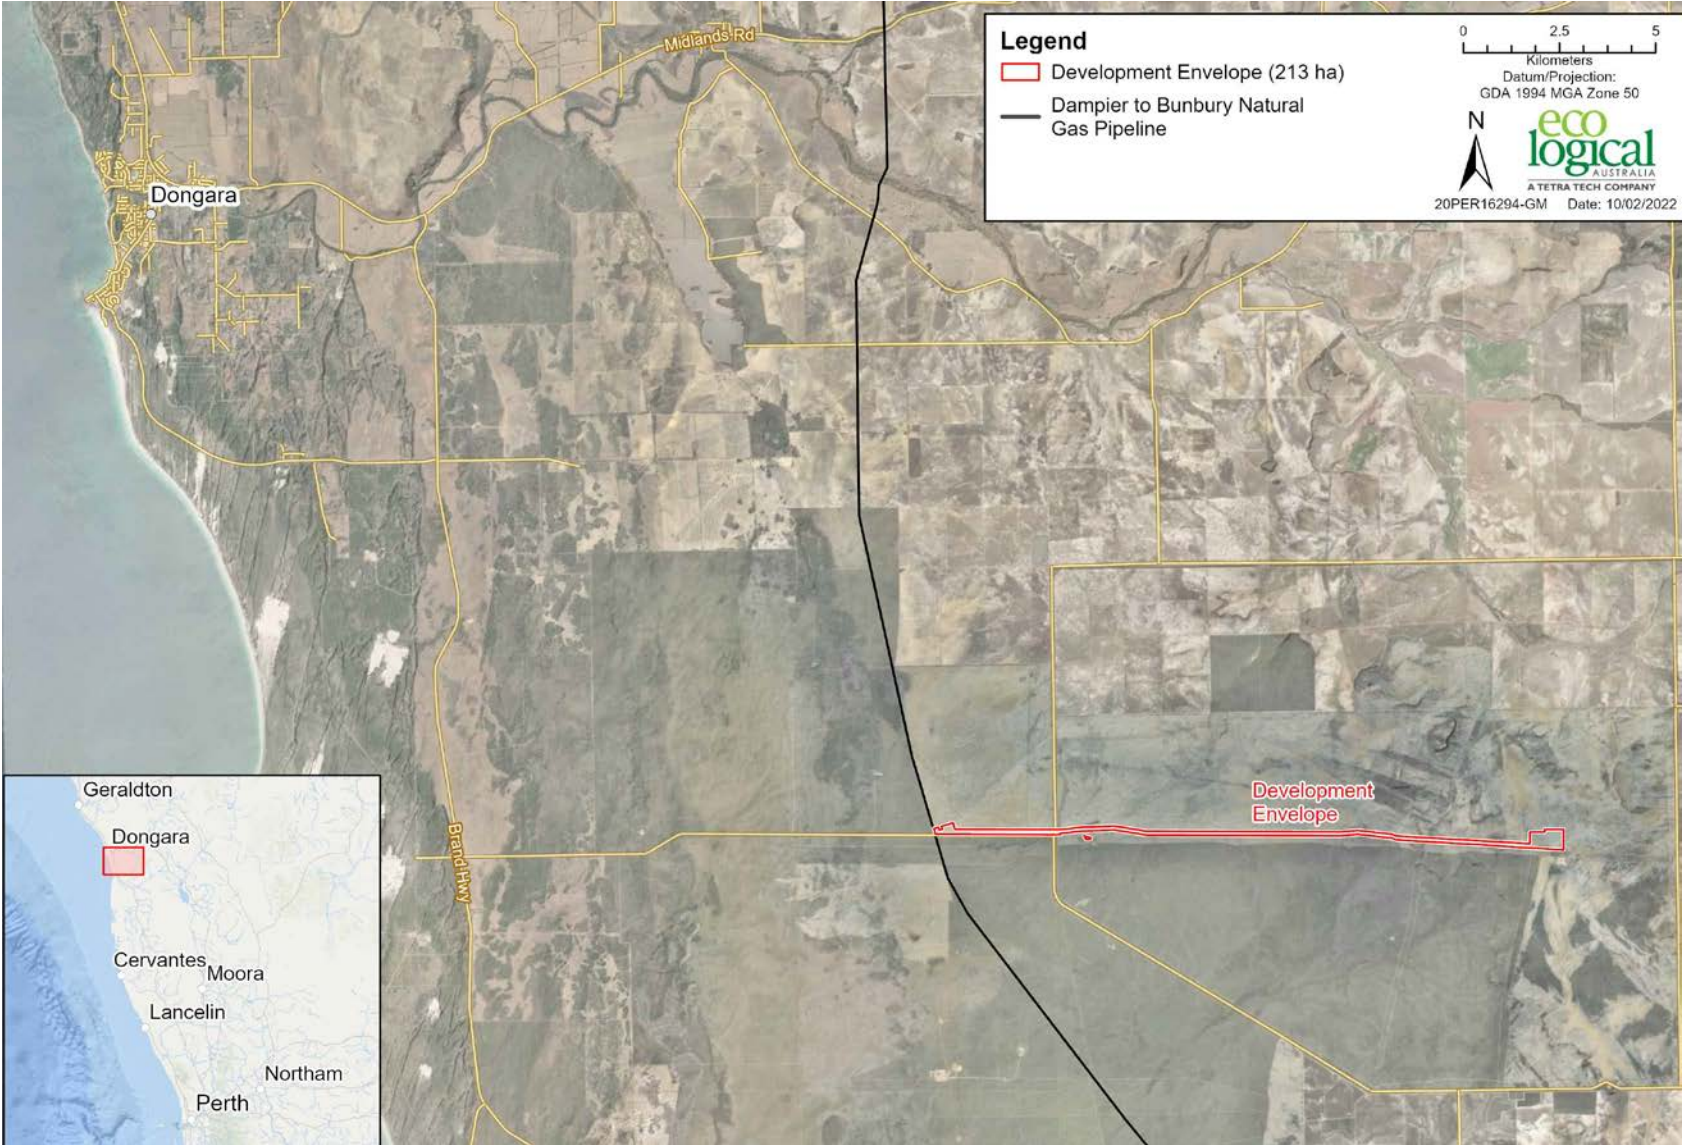 Midlands Rd
Dongara
Legend
Development Envelope (213 ha)
Dampier to Bunbury Natural
Gas Pipeline
0 2.5 5
Kilometers
Datum/Projection:
GDA 1994 MGA Zone 50
N
eco
logical
AUSTRALIA
A TETRA TECH COMPANY
20PER16294-GM Date: 10/02/2022
Development
Envelope
Brand Hwy
Geraldton
Dongara
Cervantes
Moora
Lancelin
Northam
Perth